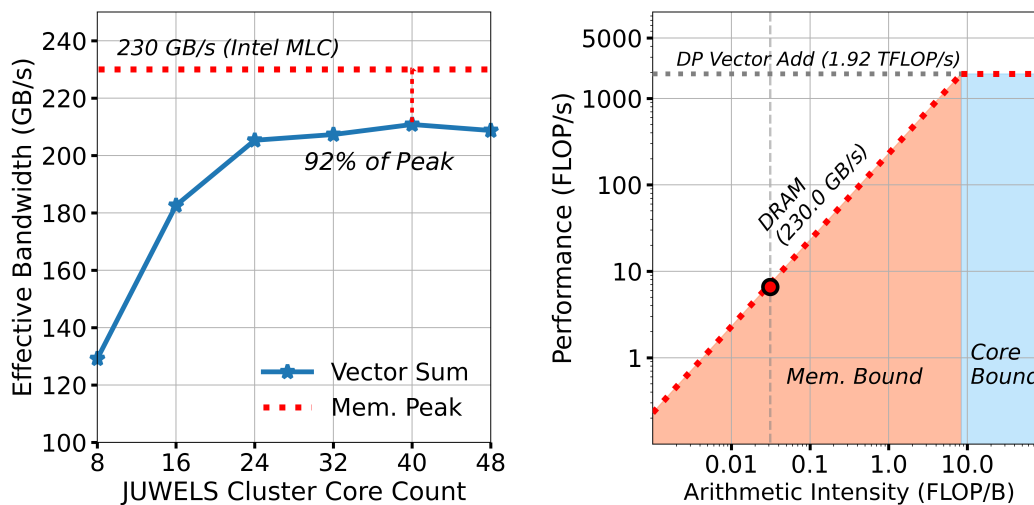 240
220
200
180
160
140
120
100
Effective Bandwidth (GB/s)
230 GB/s (Intel MLC)
92% of Peak
Vector Sum
Mem. Peak
8 16 24 32 40 48
JUWELS Cluster Core Count
5000
1000
100
10
1
Performance (FLOP/s)
DP Vector Add (1.92 TFLOP/s)
DRAM
(230.0 GB/s)
Mem. Bound
Core
Boun
0.01 0.1 1.0 10.0
Arithmetic Intensity (FLOP/B)